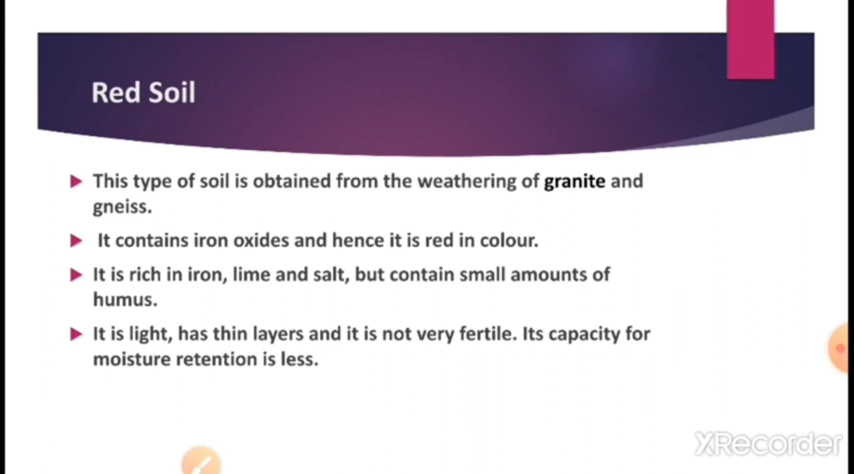 Red Soil
This type of soil is obtained from the weathering of granite and
gneiss.
It contains iron oxides and hence it is red in colour.
It is rich in iron, lime and salt, but contain small amounts of
humus.
It is light, has thin layers and it is not very fertile. Its capacity for
moisture retention is less.
XRecorder